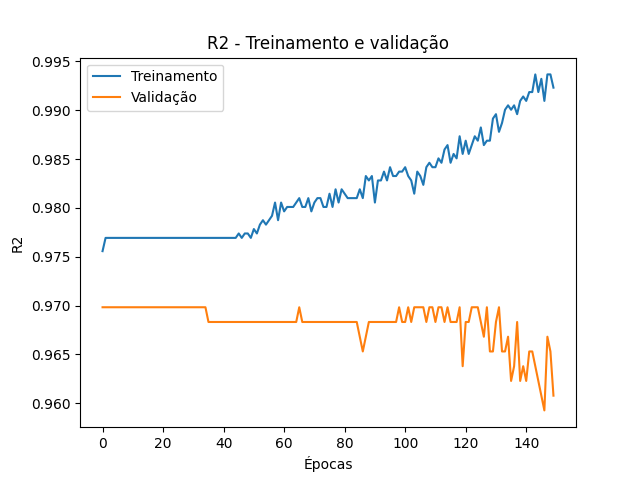 R2 - Treinamento e validação
Treinamento
Validação
0.995
0.990
0.985
0.980
0.975
0.970
0.965
0.960
R2
0 20 40 60 80 100 120 140
Épocas